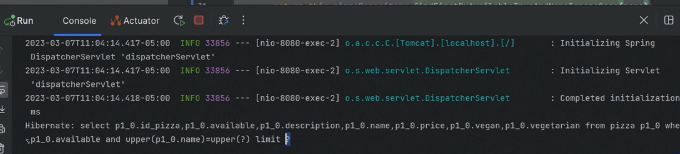 Run
Console
Actuator
2023-03-07T11:04:14.417-05:00  INFO 33856 --- [nio-8080-exec-2] o.a.c.c.C.[Tomcat].[localhost].[/]       : Initializing Spring
DispatcherServlet 'dispatcherServlet'
2023-03-07T11:04:14.417-05:00  INFO 33856 --- [nio-8080-exec-2] o.s.web.servlet.DispatcherServlet        : Initializing Servlet
'dispatcherServlet'
2023-03-07T11:04:14.418-05:00  INFO 33856 --- [nio-8080-exec-2] o.s.web.servlet.DispatcherServlet        : Completed initialization
ms
Hibernate: select p1_0.id_pizza,p1_0.available,p1_0.description,p1_0.name,p1_0.price,p1_0.vegan,p1_0.vegetarian from pizza p1_0 whe
p1_0.available and upper(p1_0.name)=upper(?) limit ?